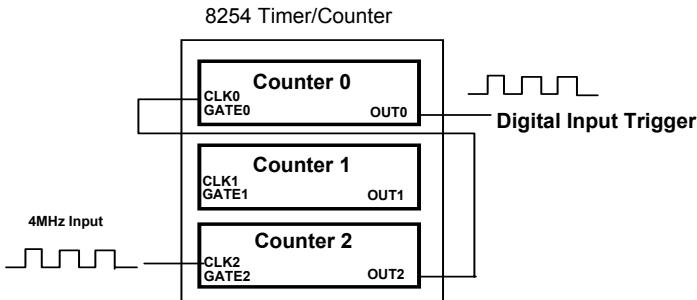 8254 Timer/Counter
Counter 0
CLK0
GATE0
OUT0
Digital Input Trigger
Counter 1
CLK1
GATE1
OUT1
4MHz Input
Counter 2
CLK2
GATE2
OUT2